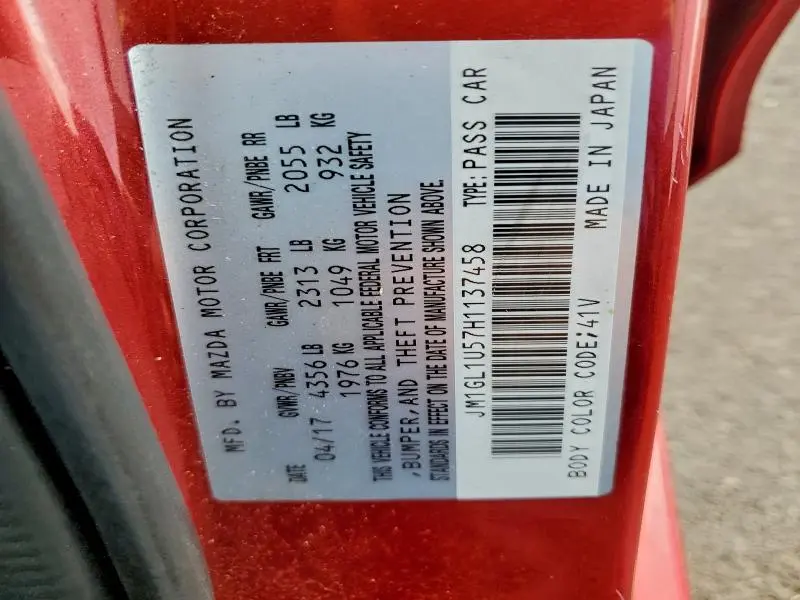 MFD. BY MAZDA MOTOR CORPORATION
DATE GVWR/PNBV GAWR/PNBE FRT GAWR/PNBE RR
04/17 4356 LB 2313 LB 2055 LB
1976 KG 1049 KG 932 KG
THIS VEHICLE CONFORMS TO ALL APPLICABLE FEDERAL MOTOR VEHICLE SAFETY
,BUMPER,AND THEFT PREVENTION
STANDARDS IN EFFECT ON THE DATE OF MANUFACTURE SHOWN ABOVE.
JM1GL1U57H1137458 TYPE:PASS CAR
BODY COLOR CODE:41V MADE IN JAPAN